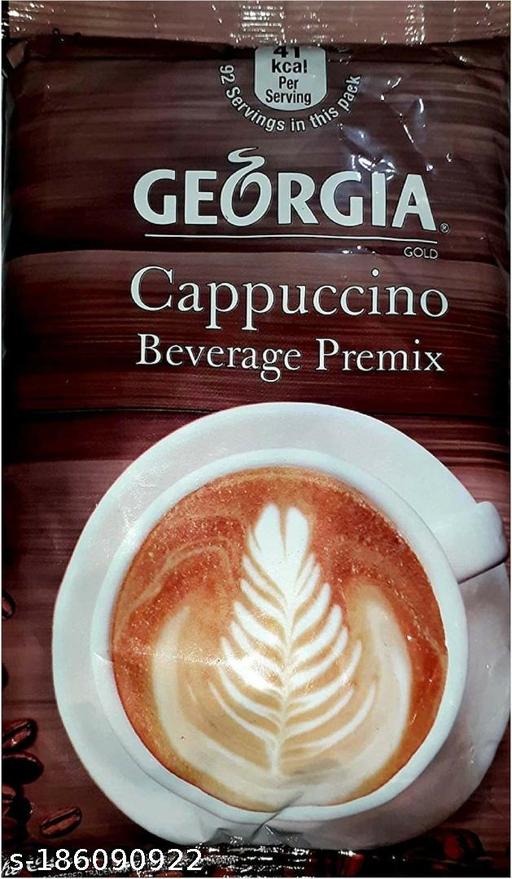 41
kcal
Per
Serving
92 Servings in this pack
GEORGIA®
GOLD
Cappuccino
Beverage Premix
s-186090922